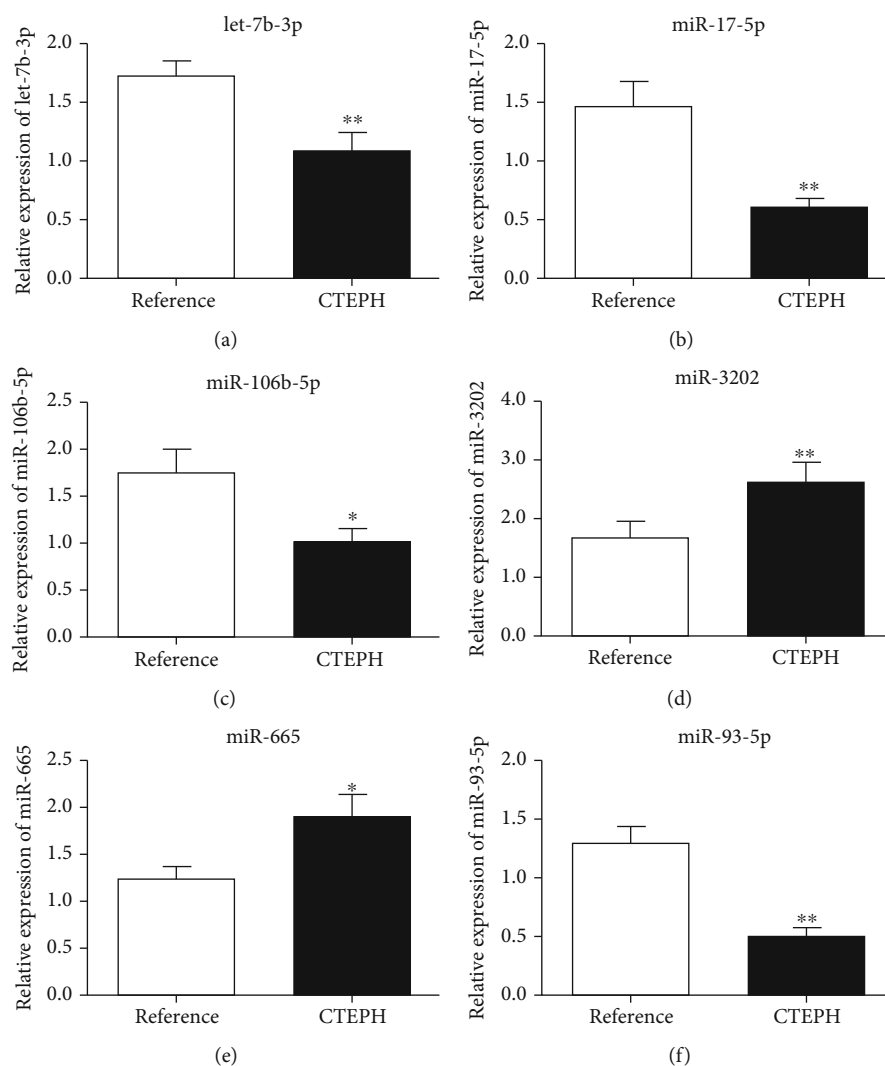 let-7b-3p
Relative expression of let-7b-3p
2.0
1.5
1.0
0.5
0.0
**
Reference
CTEPH
(a)
miR-17-5p
Relative expression of miR-17-5p
2.0
1.5
1.0
0.5
0.0
**
Reference
CTEPH
(b)
miR-106b-5p
Relative expression of miR-106b-5p
2.5
2.0
1.5
1.0
0.5
0.0
*
Reference
CTEPH
(c)
miR-3202
Relative expression of miR-3202
4.0
3.0
2.0
1.0
0.0
**
Reference
CTEPH
(d)
miR-665
Relative expression of miR-665
2.5
2.0
1.5
1.0
0.5
0.0
*
Reference
CTEPH
(e)
miR-93-5p
Relative expression of miR-93-5p
2.0
1.5
1.0
0.5
0.0
**
Reference
CTEPH
(f)